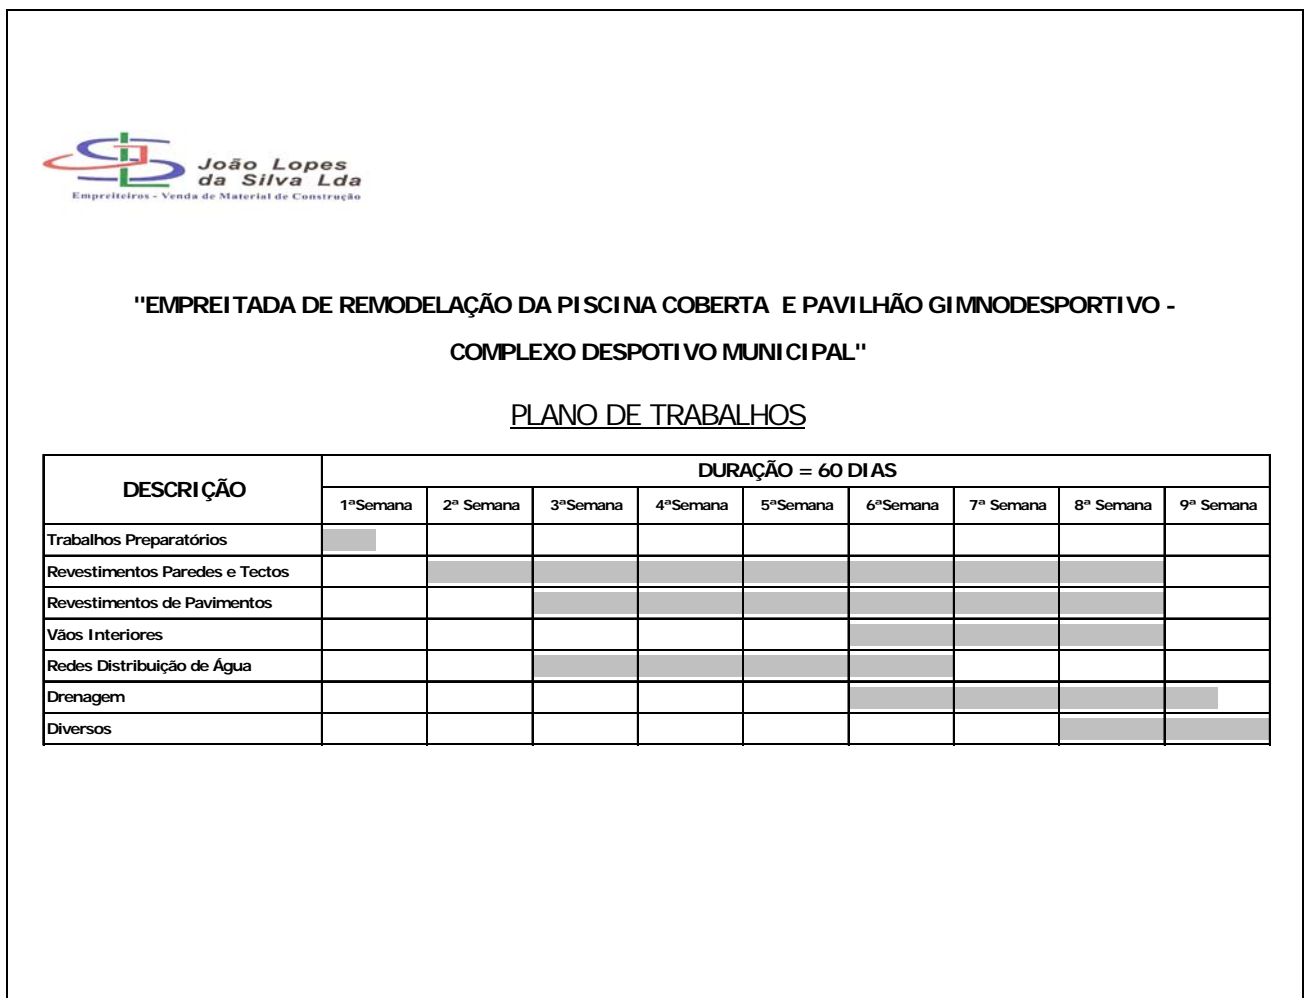 João Lopes
da Silva Lda
Empreiteiros - Venda de Material de Construção
"EMPREITADA DE REMODELAÇÃO DA PISCINA COBERTA E PAVILHÃO GIMNODESPORTIVO -
COMPLEXO DESPOTIVO MUNICIPAL"
PLANO DE TRABALHOS
DESCRIÇÃO
DURAÇÃO = 60 DIAS
1ªSemana 2ª Semana 3ªSemana 4ªSemana 5ªSemana 6ªSemana 7ª Semana 8ª Semana 9ª Semana
Trabalhos Preparatórios
Revestimentos Paredes e Tectos
Revestimentos de Pavimentos
Vãos Interiores
Redes Distribuição de Água
Drenagem
Diversos